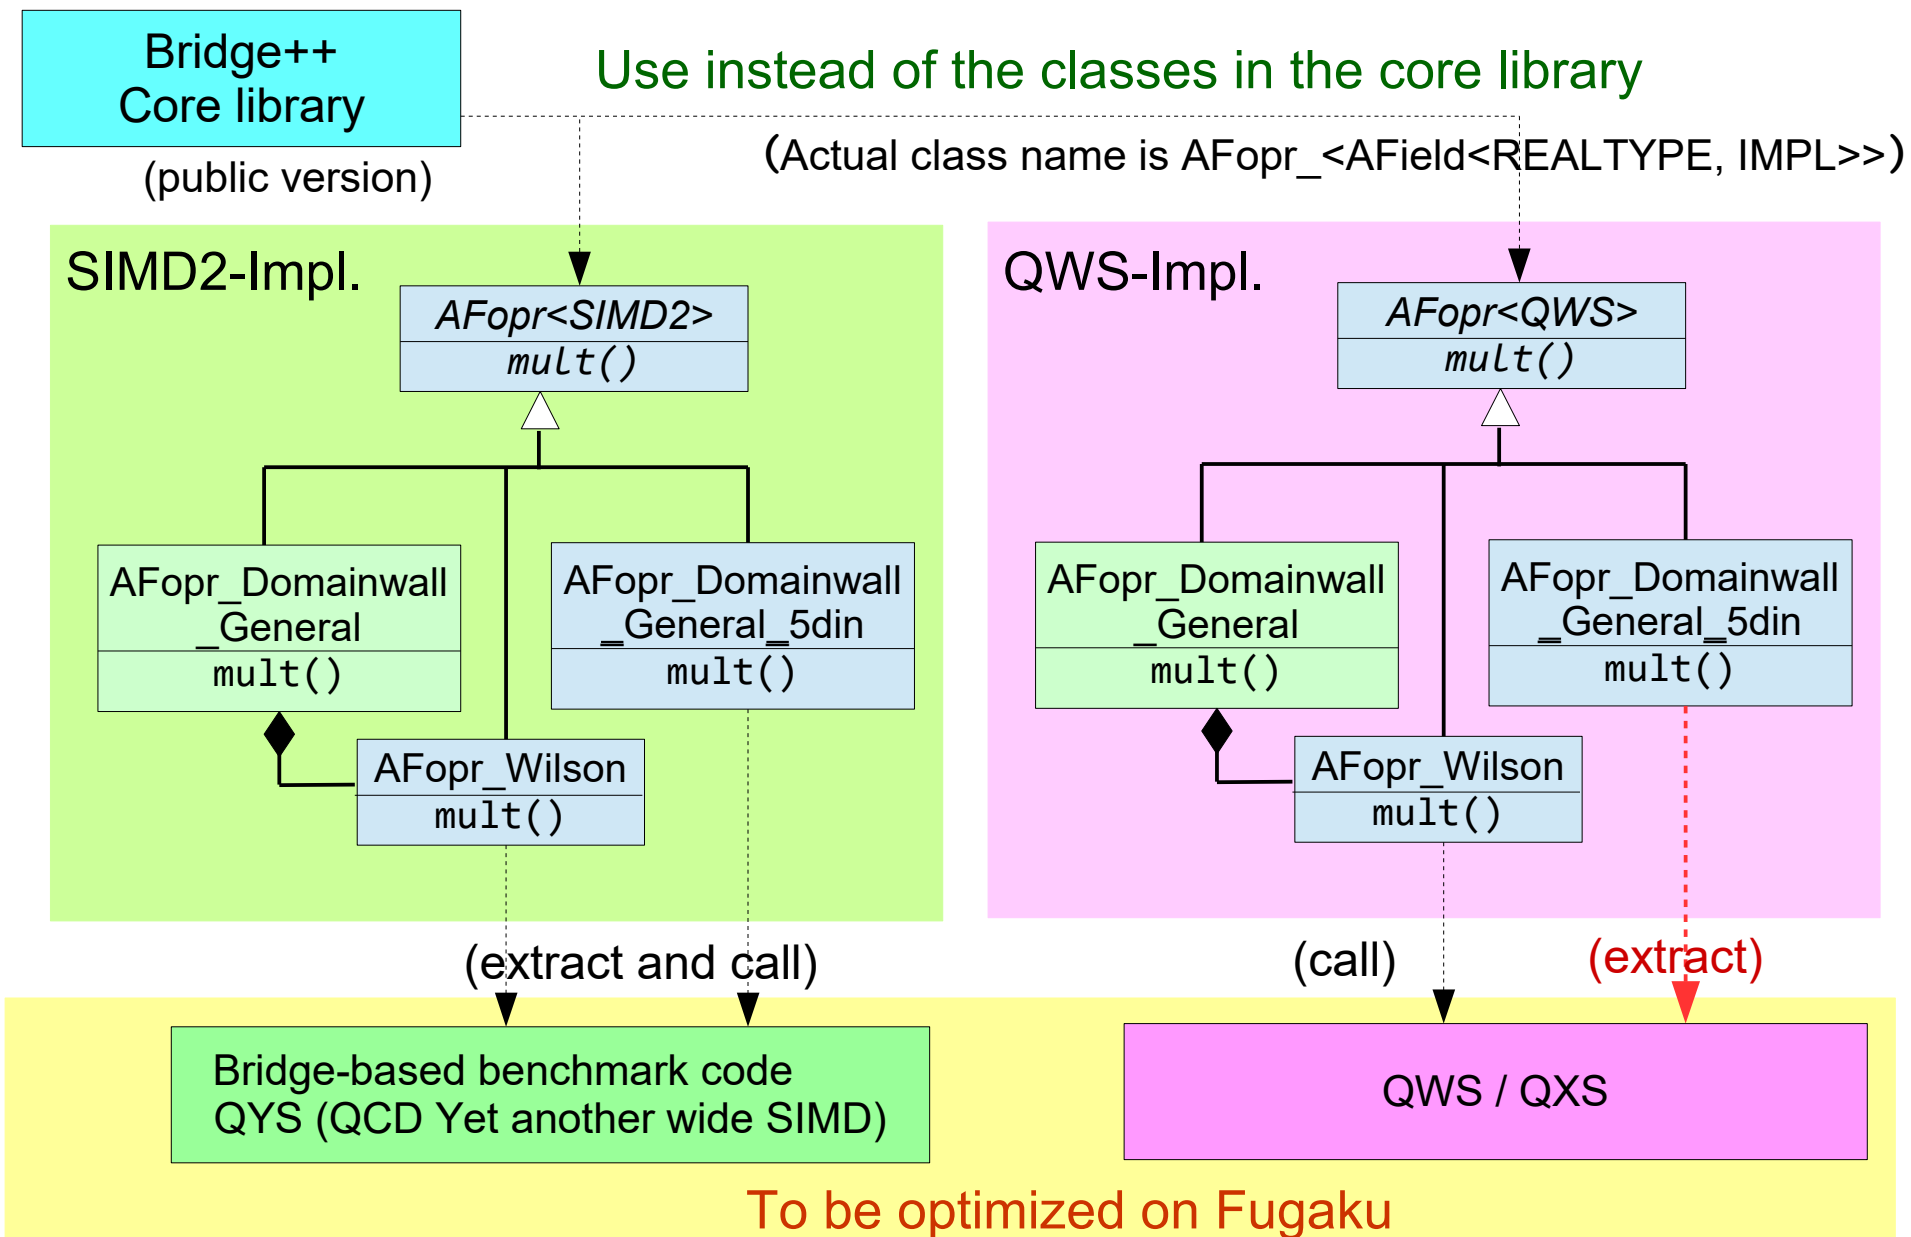 Bridge++
Core library
(public version)
Use instead of the classes in the core library
(Actual class name is AFopr_<AField<REALTYPE, IMPL>>)
SIMD2-Impl.
AFopr<SIMD2>
mult()
AFopr_Domainwall
_General
mult()
AFopr_Domainwall
_General_5din
mult()
AFopr_Wilson
mult()
QWS-Impl.
AFopr<QWS>
mult()
AFopr_Domainwall
_General
mult()
AFopr_Domainwall
_General_5din
mult()
AFopr_Wilson
mult()
(extract and call)
(call)
(extract)
Bridge-based benchmark code
QYS (QCD Yet another wide SIMD)
QWS / QXS
To be optimized on Fugaku